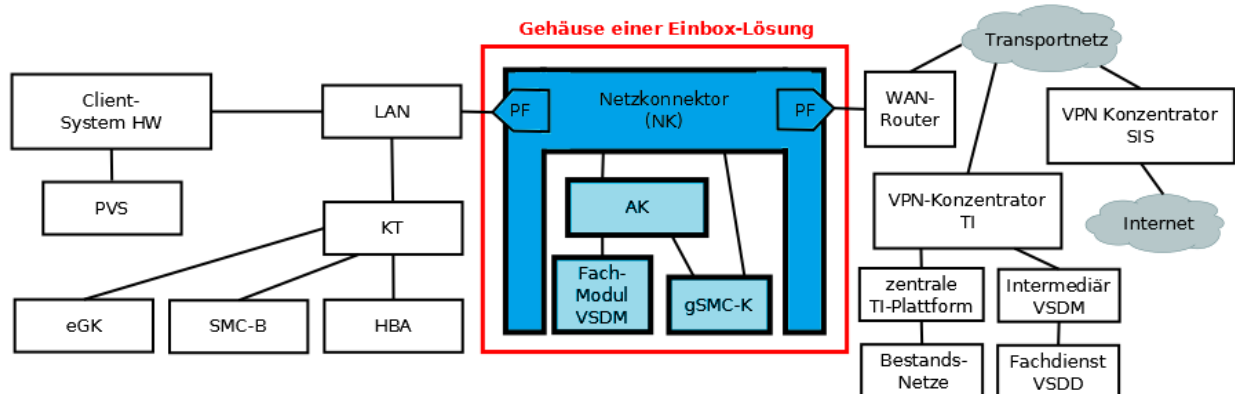 Gehäuse einer Einbox-Lösung
Client-
System HW
PVS
LAN
KT
eGK
SMC-B
HBA
PF
Netzkonnektor
(NK)
PF
AK
Fach-
Modul
VSDM
gSMC-K
WAN-
Router
Transportnetz
VPN Konzentrator
SIS
Internet
VPN-Konzentrator
TI
zentrale
TI-Plattform
Intermediär
VSDM
Bestands-
Netze
Fachdienst
VSDD